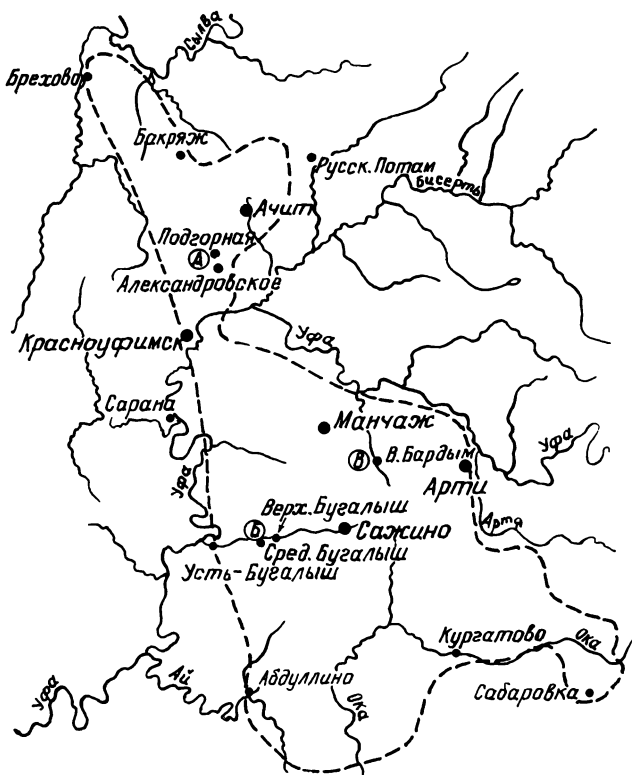 Сылва
Брехово
Бакряж
Русск. Потам
Бисерть
Ачит
Подгорная
А
Александровское
Красноуфимск
Уфа
Сарана
Манчаж
В
В. Бардым
Уфа
Арти
Уфа
Верх. Бугалыш
Б
Сажино
Артя
Сред. Бугалыш
Усть-Бугалыш
Кургатово
Ока
Абдуллино
Ай
Сабаровка
Уфа
Ока